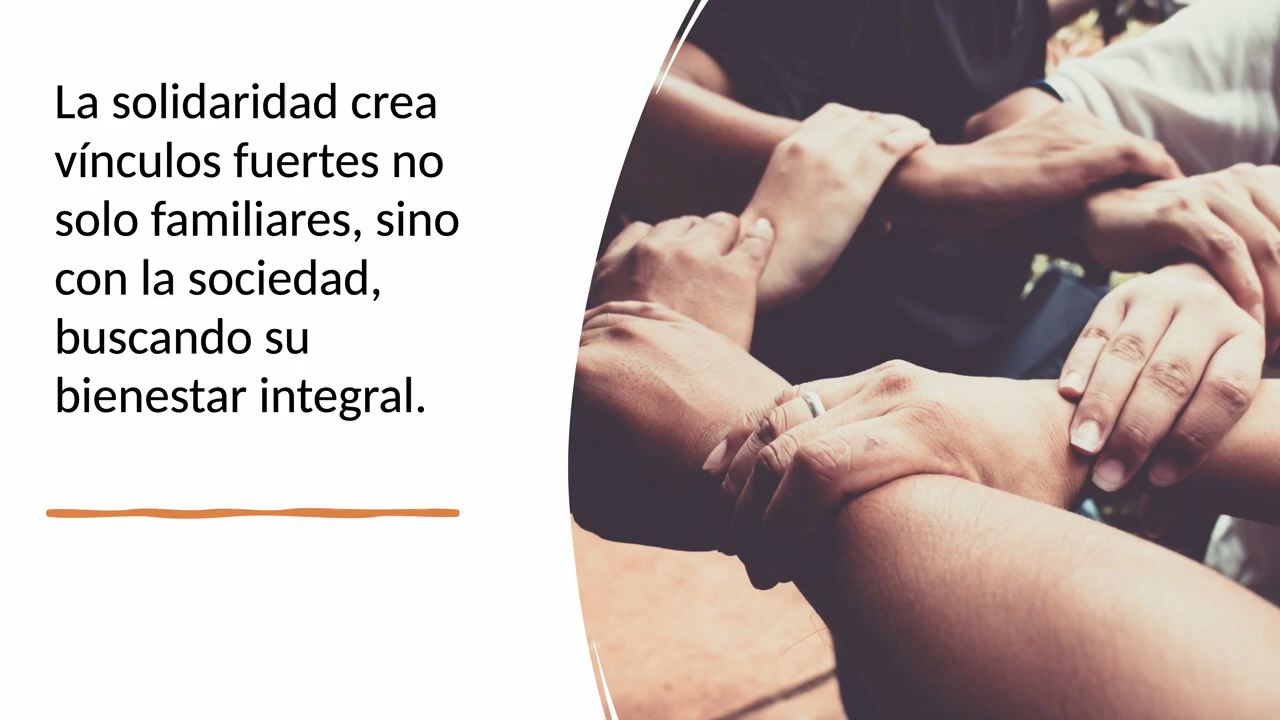 La solidaridad crea
vínculos fuertes no
solo familiares, sino
con la sociedad,
buscando su
bienestar integral.